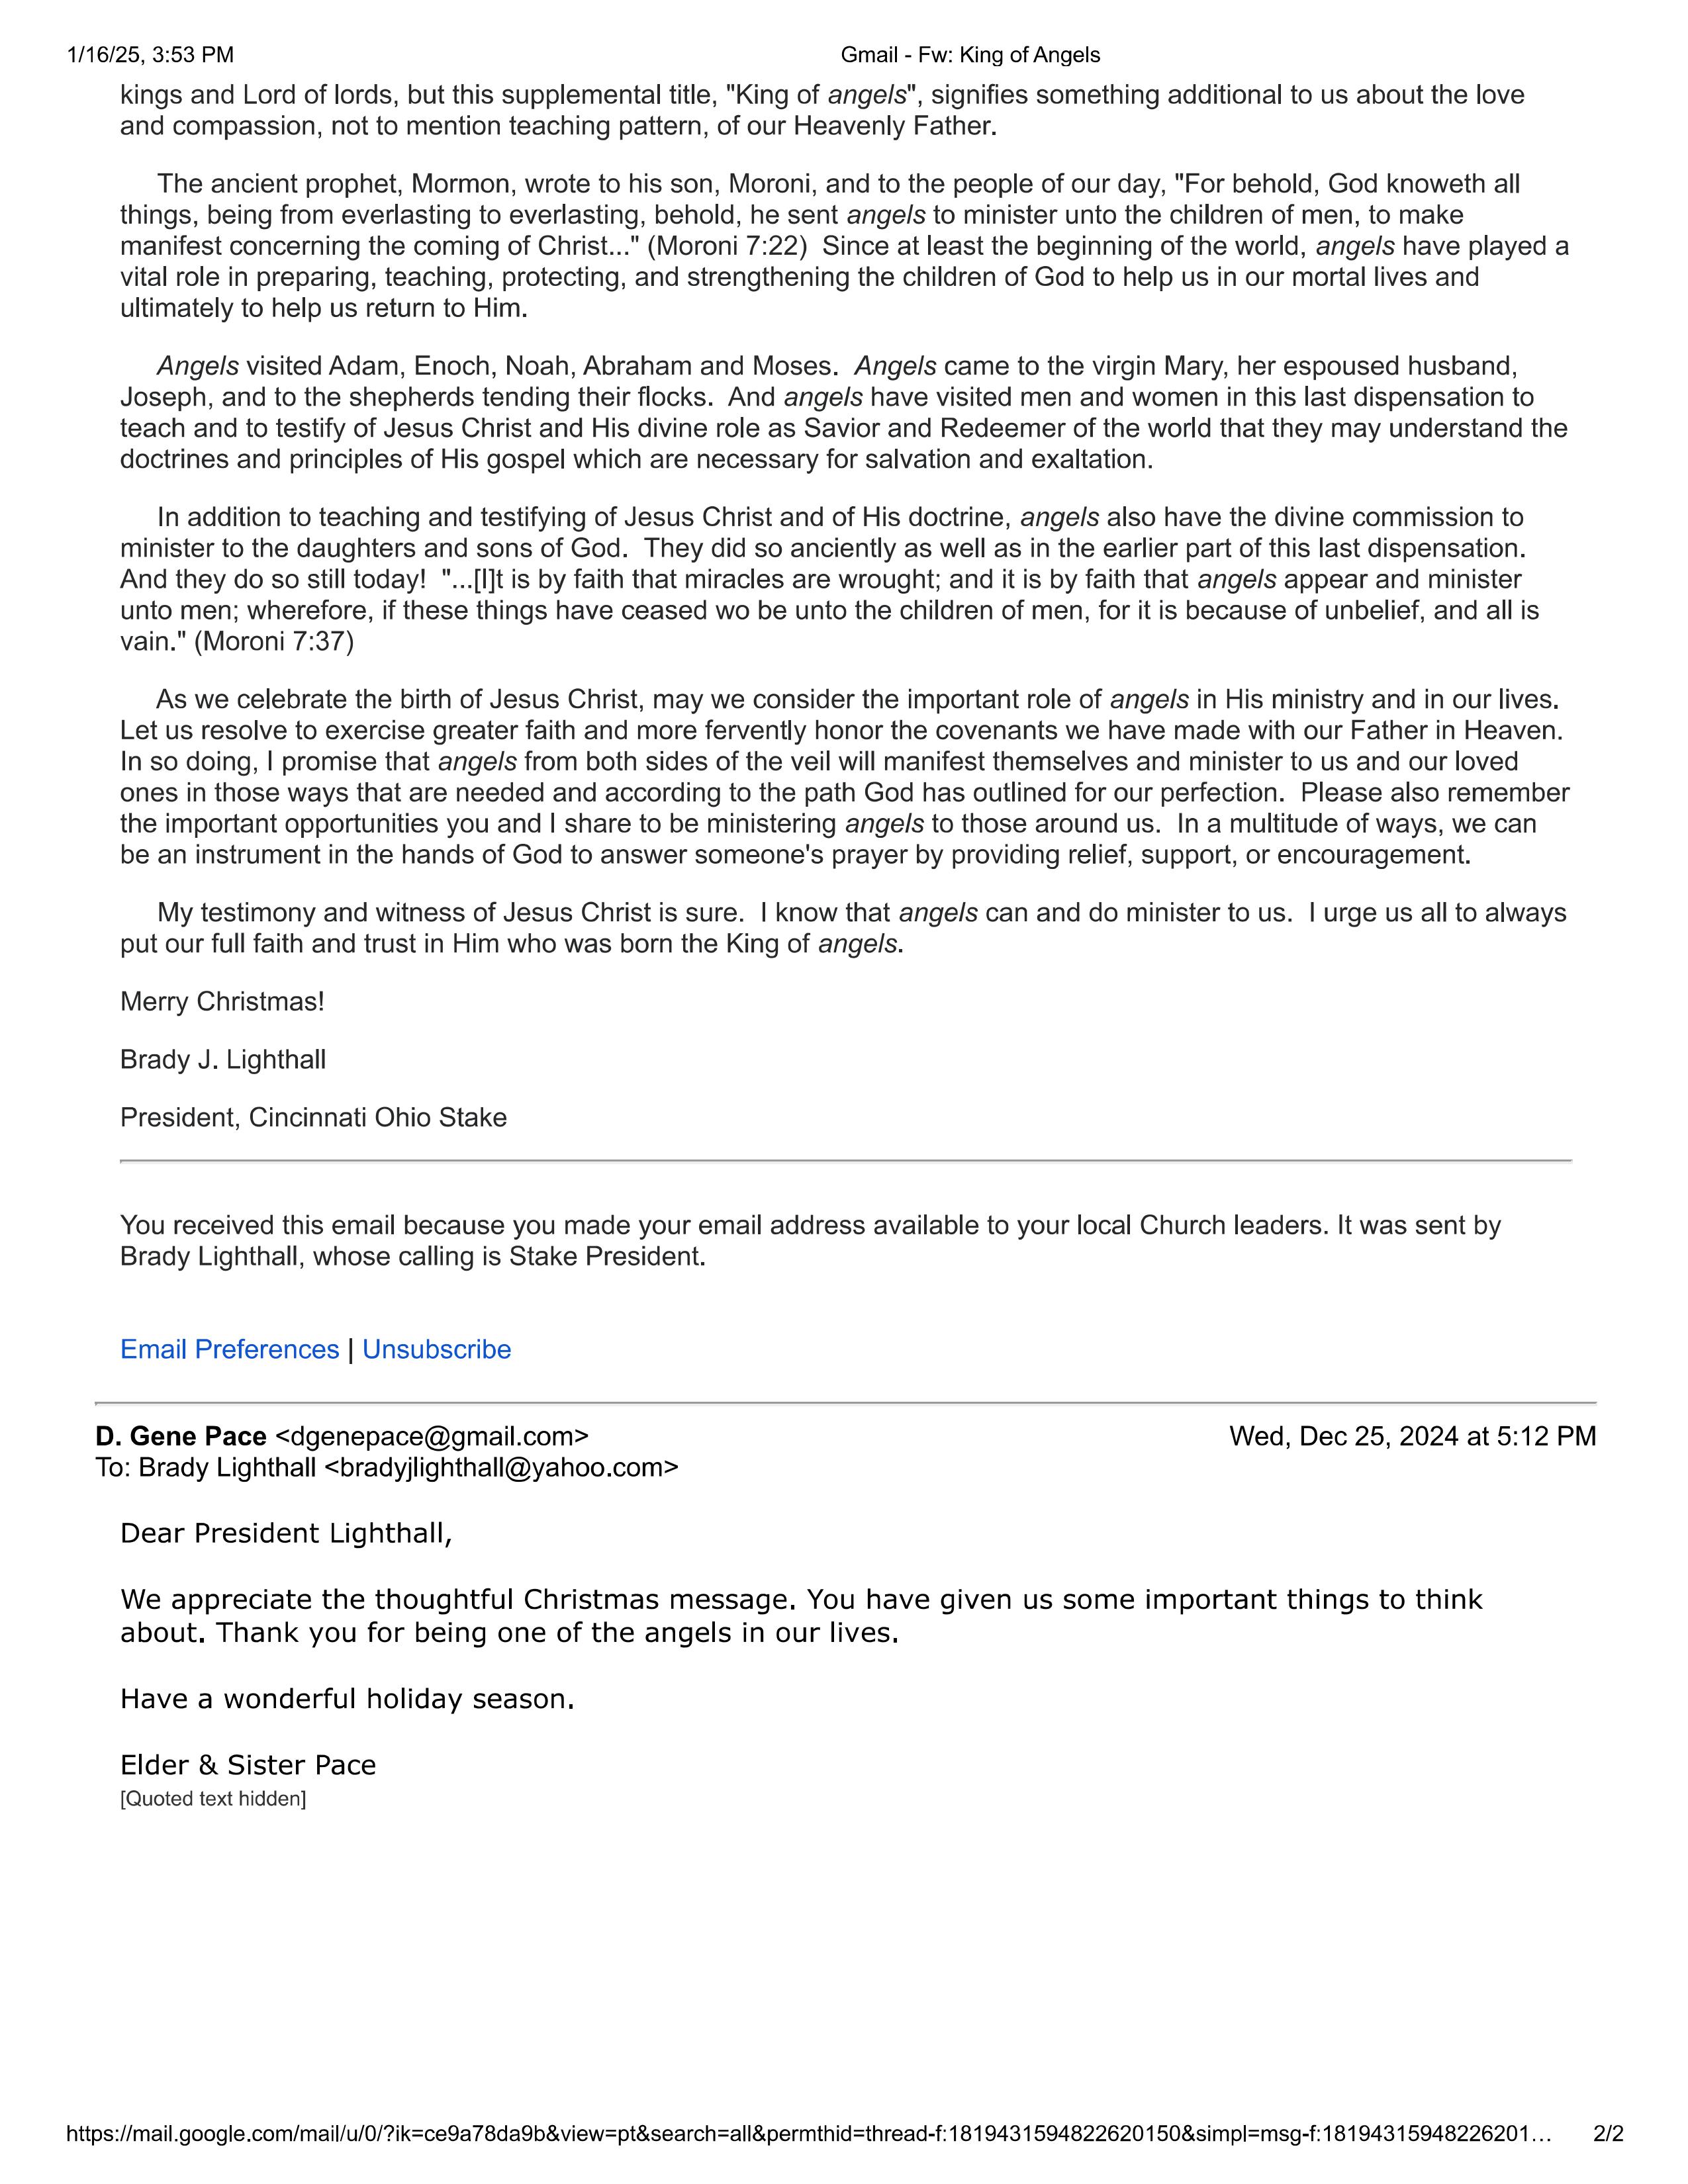 1/16/25, 3:53 PM
Gmail - Fw: King of Angels
kings and Lord of lords, but this supplemental title, "King of angels", signifies something additional to us about the love
and compassion, not to mention teaching pattern, of our Heavenly Father.
The ancient prophet, Mormon, wrote to his son, Moroni, and to the people of our day, "For behold, God knoweth all
things, being from everlasting to everlasting, behold, he sent angels to minister unto the children of men, to make
manifest concerning the coming of Christ..." (Moroni 7:22)  Since at least the beginning of the world, angels have played a
vital role in preparing, teaching, protecting, and strengthening the children of God to help us in our mortal lives and
ultimately to help us return to Him.
Angels visited Adam, Enoch, Noah, Abraham and Moses.  Angels came to the virgin Mary, her espoused husband,
Joseph, and to the shepherds tending their flocks.  And angels have visited men and women in this last dispensation to
teach and to testify of Jesus Christ and His divine role as Savior and Redeemer of the world that they may understand the
doctrines and principles of His gospel which are necessary for salvation and exaltation.
In addition to teaching and testifying of Jesus Christ and of His doctrine, angels also have the divine commission to
minister to the daughters and sons of God.  They did so anciently as well as in the earlier part of this last dispensation.
And they do so still today!  "...[I]t is by faith that miracles are wrought; and it is by faith that angels appear and minister
unto men; wherefore, if these things have ceased wo be unto the children of men, for it is because of unbelief, and all is
vain." (Moroni 7:37)
As we celebrate the birth of Jesus Christ, may we consider the important role of angels in His ministry and in our lives.
Let us resolve to exercise greater faith and more fervently honor the covenants we have made with our Father in Heaven.
In so doing, I promise that angels from both sides of the veil will manifest themselves and minister to us and our loved
ones in those ways that are needed and according to the path God has outlined for our perfection.  Please also remember
the important opportunities you and I share to be ministering angels to those around us.  In a multitude of ways, we can
be an instrument in the hands of God to answer someone's prayer by providing relief, support, or encouragement.
My testimony and witness of Jesus Christ is sure.  I know that angels can and do minister to us.  I urge us all to always
put our full faith and trust in Him who was born the King of angels.
Merry Christmas!
Brady J. Lighthall
President, Cincinnati Ohio Stake
You received this email because you made your email address available to your local Church leaders. It was sent by
Brady Lighthall, whose calling is Stake President.
Email Preferences | Unsubscribe
D. Gene Pace <dgenepace@gmail.com>
Wed, Dec 25, 2024 at 5:12 PM
To: Brady Lighthall <bradyjlighthall@yahoo.com>
Dear President Lighthall,
We appreciate the thoughtful Christmas message. You have given us some important things to think
about. Thank you for being one of the angels in our lives.
Have a wonderful holiday season.
Elder & Sister Pace
[Quoted text hidden]
https://mail.google.com/mail/u/0/?ik=ce9a78da9b&view=pt&search=all&permthid=thread-f:1819431594822620150&simpl=msg-f:18194315948226201…
2/2